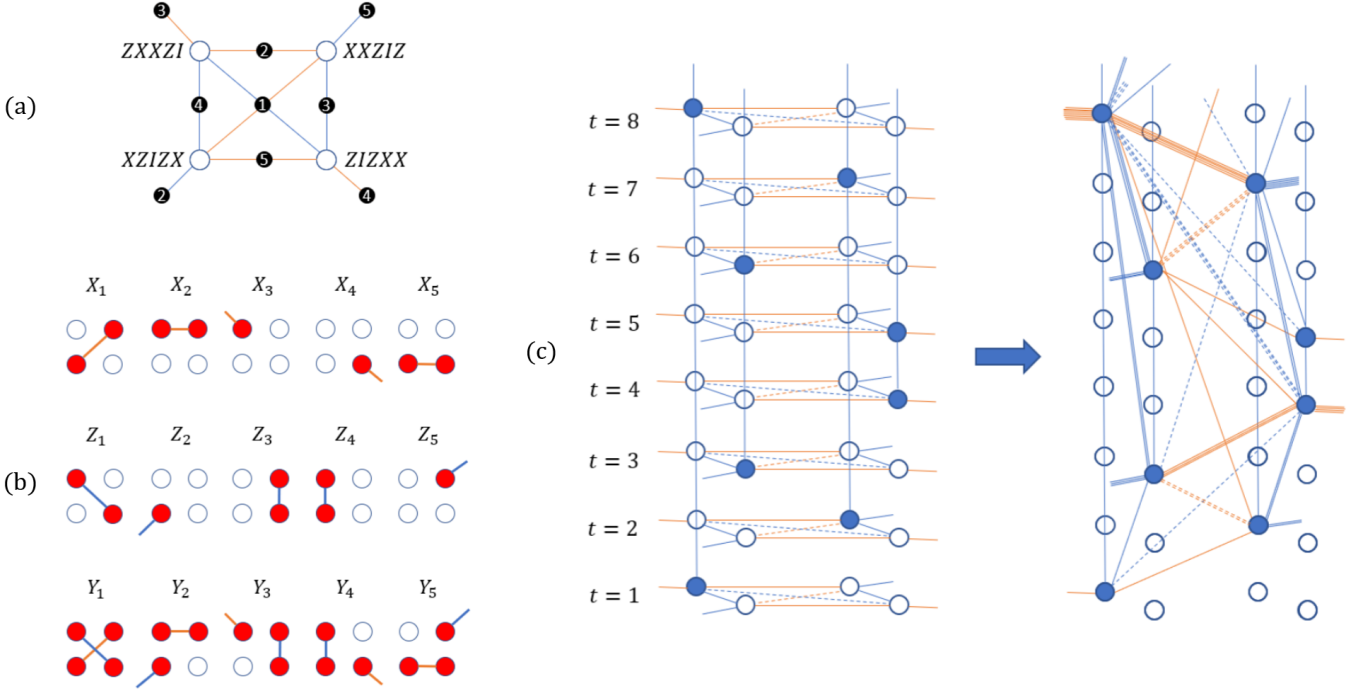 3 5
ZXXZI 2 XXZIZ
(a) 4 1 3
XZIZX 5 ZIZXX
2 4
X₁ X₂ X₃ X₄ X₅
(b)
Z₁ Z₂ Z₃ Z₄ Z₅
Y₁ Y₂ Y₃ Y₄ Y₅
(c)
t = 8
t = 7
t = 6
t = 5
t = 4
t = 3
t = 2
t = 1